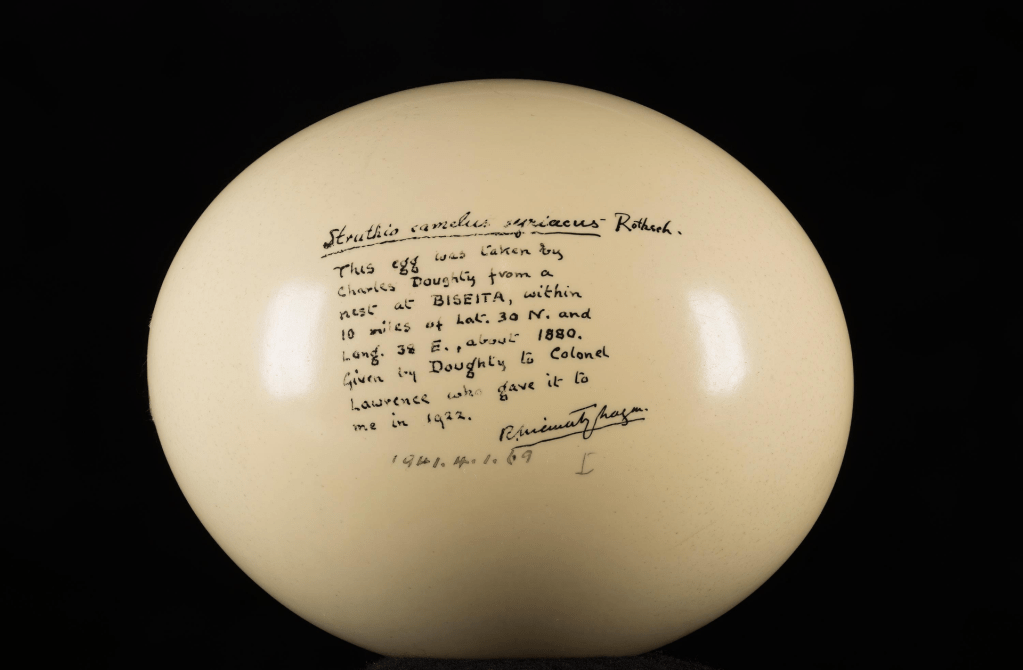 Struthio camelus syriacus Rothsch.
This egg was taken by
Charles Doughty from a
nest at BISEITA, within
10 miles of Lat. 30 N. and
Long. 38 E., about 1880.
Given by Doughty to Colonel
Lawrence who gave it to
me in 1922.
R. Meinertzhagen.
1941.4.1.69 I